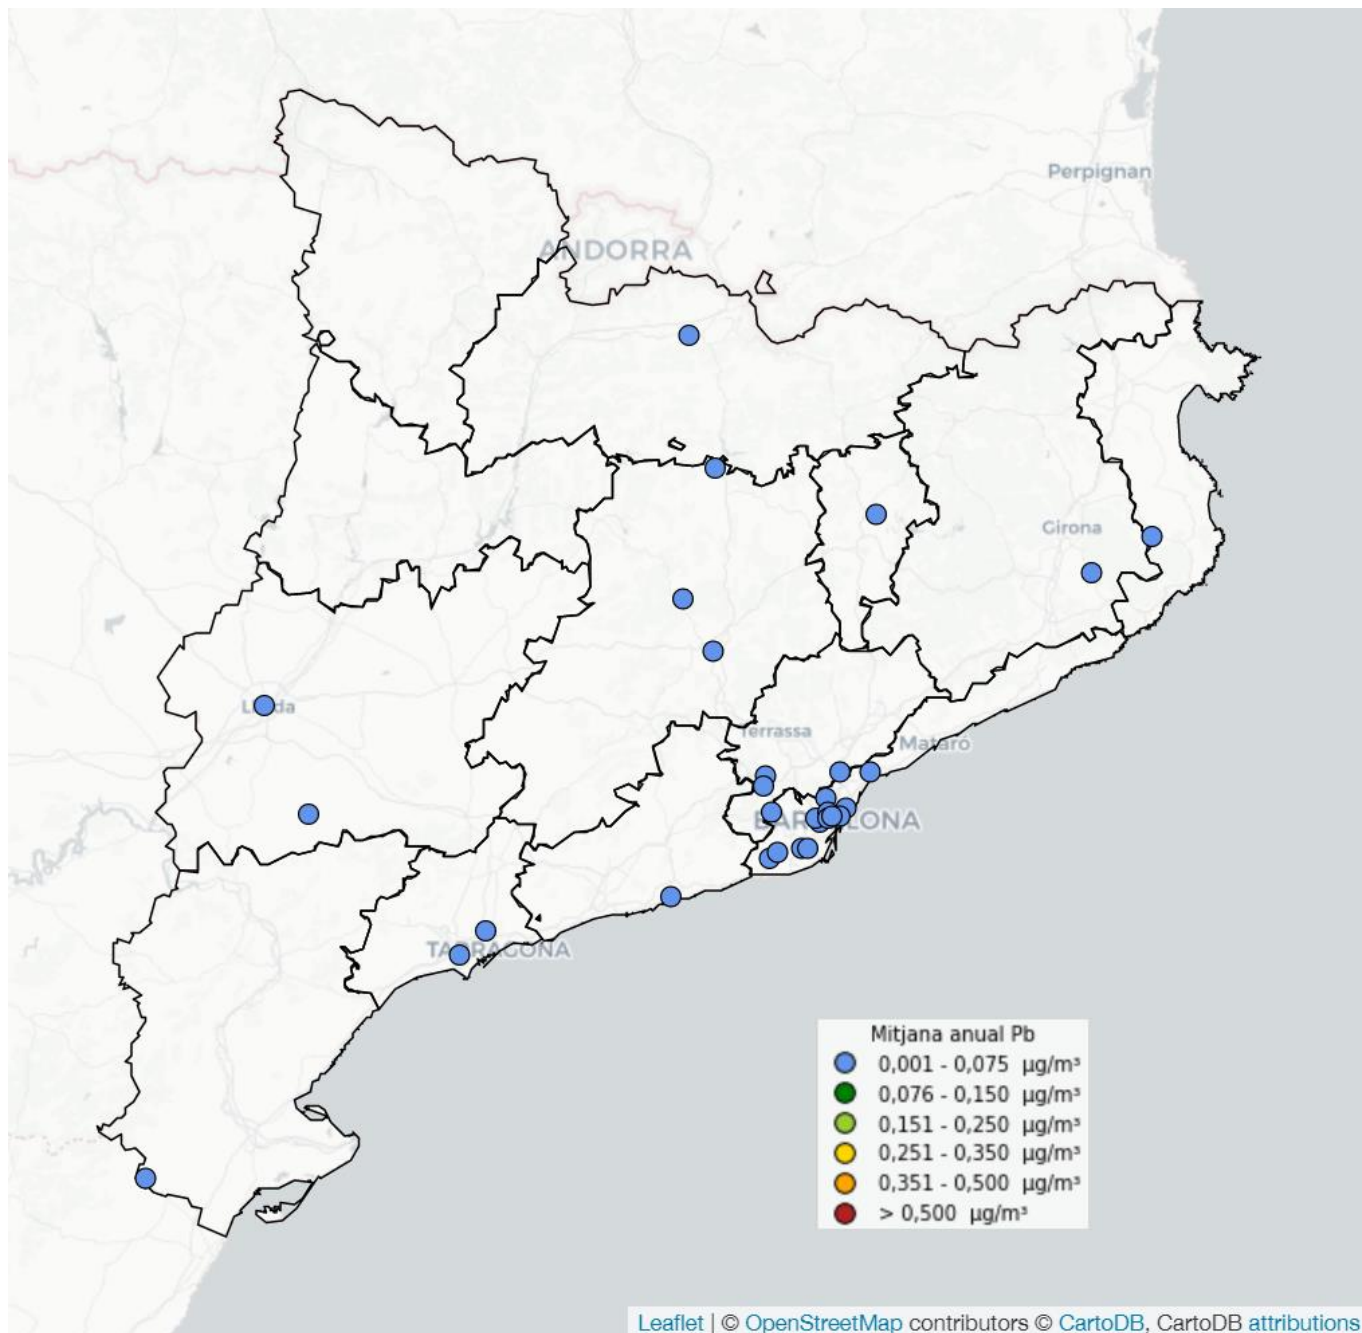 Perpignan
ANDORRA
Girona
Lleida
Terrassa
Mataró
BARCELONA
TARRAGONA
Mitjana anual Pb
0,001 - 0,075 µg/m³
0,076 - 0,150 µg/m³
0,151 - 0,250 µg/m³
0,251 - 0,350 µg/m³
0,351 - 0,500 µg/m³
> 0,500 µg/m³
Leaflet | © OpenStreetMap contributors © CartoDB, CartoDB attributions